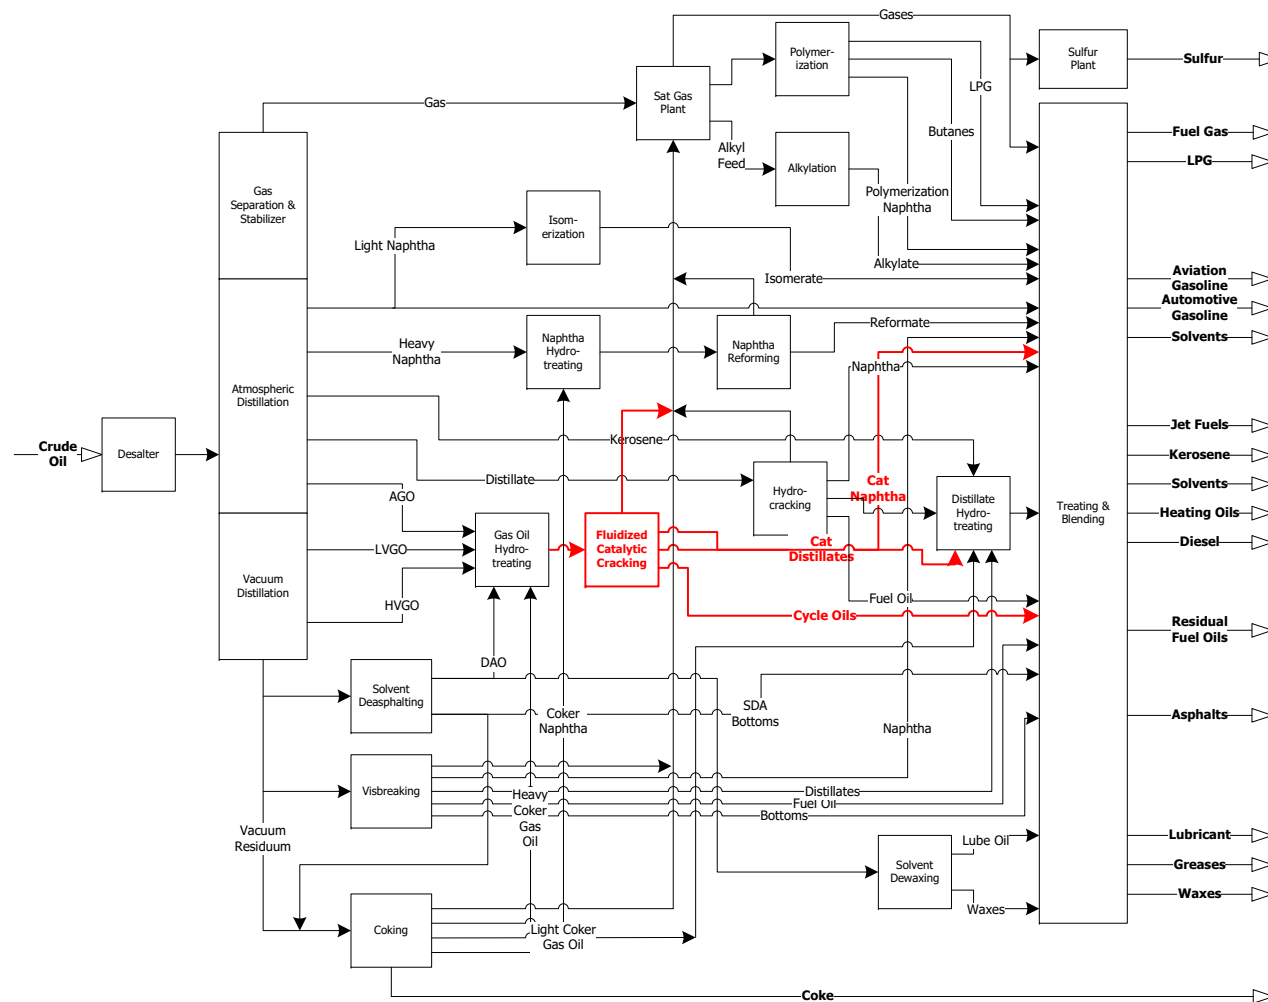 Gases
Polymer-
ization
Sulfur
Plant
Sulfur
Gas
Sat Gas
Plant
LPG
Butanes
Fuel Gas
LPG
Alkyl
Feed
Alkylation
Gas
Separation &
Stabilizer
Polymerization
Naphtha
Isom-
erization
Light Naphtha
Alkylate
Isomerate
Aviation
Gasoline
Automotive
Gasoline
Solvents
Heavy
Naphtha
Naphtha
Hydro-
treating
Naphtha
Reforming
Reformate
Naphtha
Atmospheric
Distillation
Kerosene
Jet Fuels
Kerosene
Solvents
Heating Oils
Diesel
Crude
Oil
Desalter
Distillate
Hydro-
cracking
Cat
Naphtha
Distillate
Hydro-
treating
Treating &
Blending
AGO
LVGO
HVGO
Gas Oil
Hydro-
treating
Fluidized
Catalytic
Cracking
Cat
Distillates
Vacuum
Distillation
Fuel Oil
Cycle Oils
Residual
Fuel Oils
DAO
Solvent
Deasphalting
Coker
Naphtha
SDA
Bottoms
Naphtha
Asphalts
Visbreaking
Heavy
Coker
Gas
Oil
Distillates
Fuel Oil
Bottoms
Vacuum
Residuum
Lube Oil
Solvent
Dewaxing
Waxes
Lubricant
Greases
Waxes
Coking
Light Coker
Gas Oil
Coke